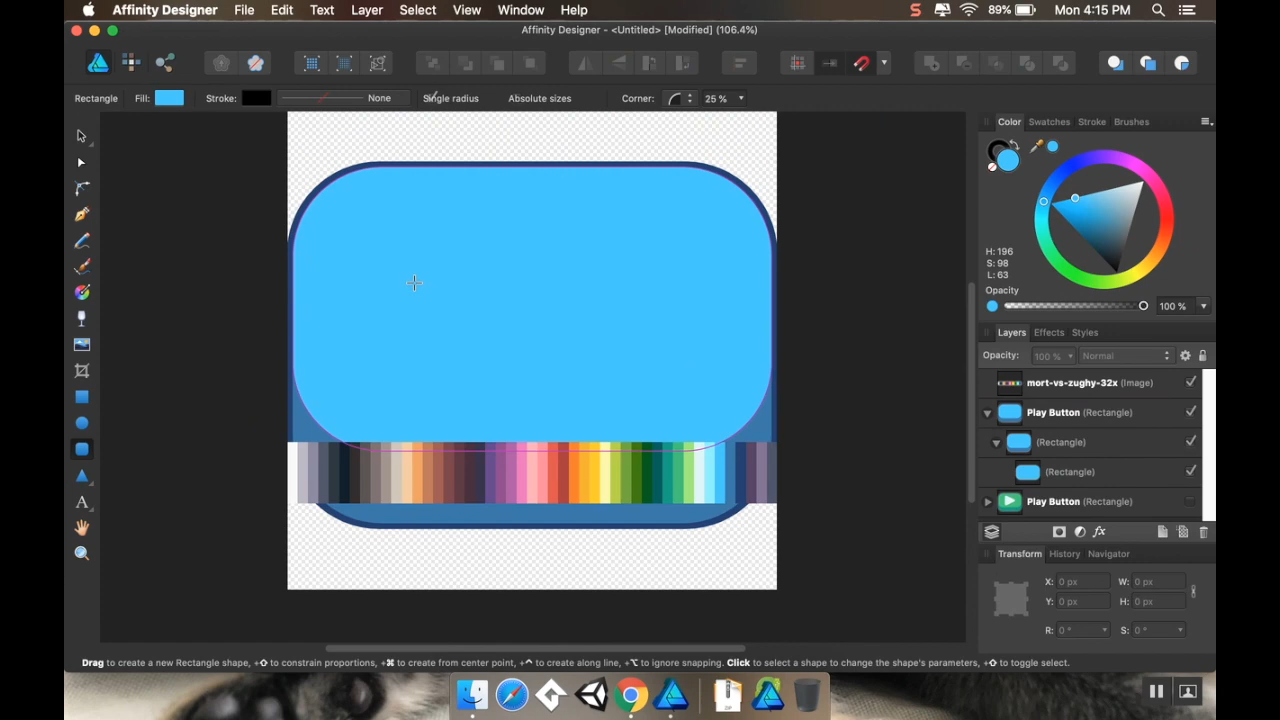 Affinity Designer File Edit Text Layer Select View Window Help 89% Mon 4:15 PM
Affinity Designer - <Untitled> [Modified] (106.4%)
Rectangle Fill: Stroke: None Single radius Absolute sizes Corner: 25 %
Color Swatches Stroke Brushes
H: 196
S: 98
L: 63
Opacity
100 %
Layers Effects Styles
Opacity: 100 % Normal
mort-vs-zughy-32x (Image)
Play Button (Rectangle)
(Rectangle)
(Rectangle)
Play Button (Rectangle)
fx
Transform History Navigator
X: 0 px W: 0 px
Y: 0 px H: 0 px
R: 0 ° S: 0 °
Drag to create a new Rectangle shape, +⇧ to constrain proportions, +⌘ to create from center point, +^ to create along line, +⌥ to ignore snapping. Click to select a shape to change the shape's parameters, +⇧ to toggle select.
ZIP